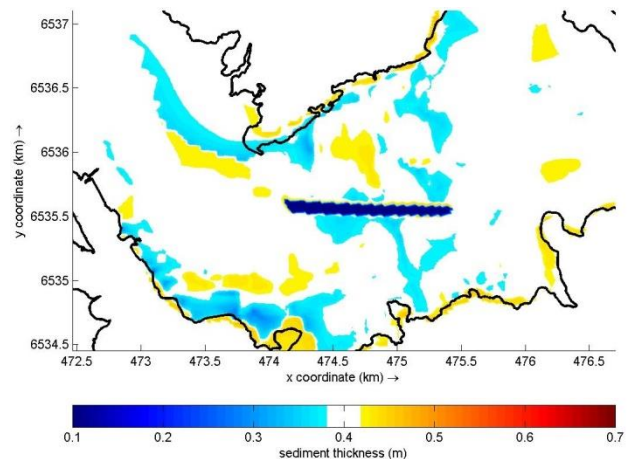 6537
6536.5
6536
6535.5
6535
6534.5
y coordinate (km) →
472.5 473 473.5 474 474.5 475 475.5 476 476.5
x coordinate (km) →
0.1 0.2 0.3 0.4 0.5 0.6 0.7
sediment thickness (m)